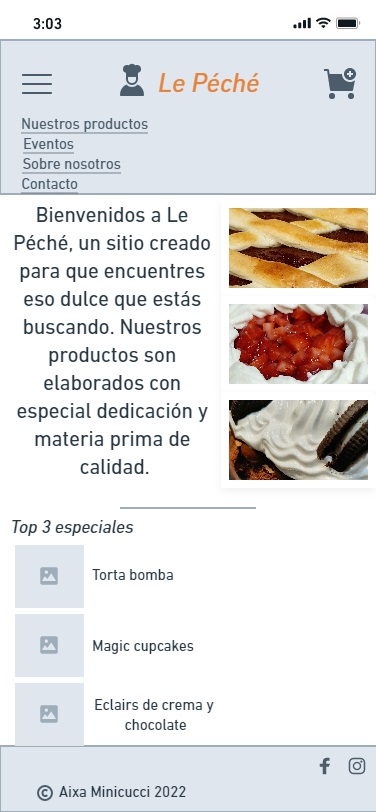 3:03
Le Péché
Nuestros productos
Eventos
Sobre nosotros
Contacto
Bienvenidos a Le
Péché, un sitio creado
para que encuentres
eso dulce que estás
buscando. Nuestros
productos son
elaborados con
especial dedicación y
materia prima de
calidad.
Top 3 especiales
Torta bomba
Magic cupcakes
Eclairs de crema y
chocolate
© Aixa Minicucci 2022